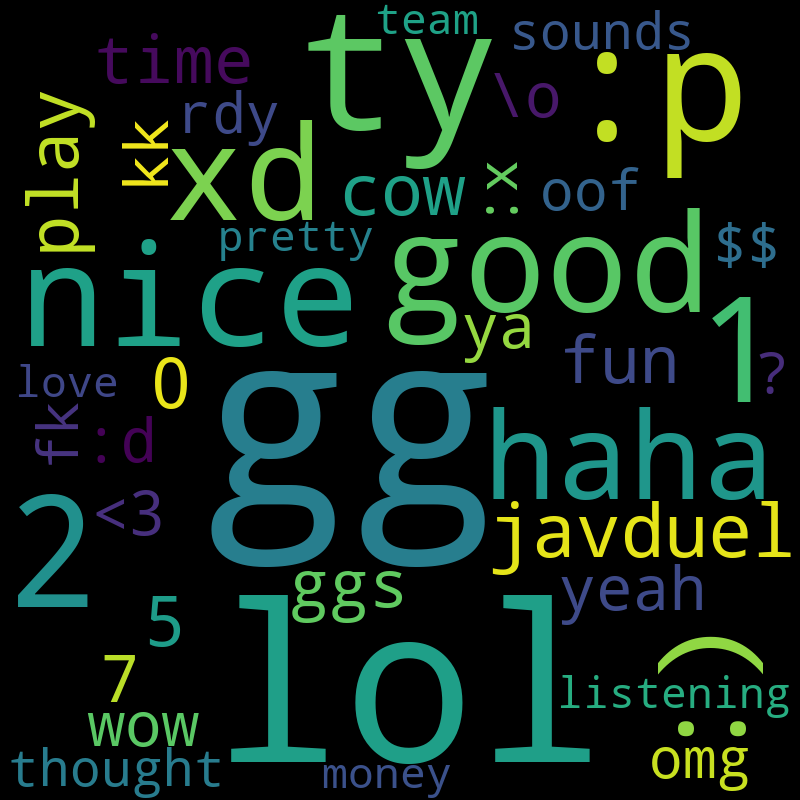 team
sounds
time
ty
:p
\o
play
rdy
kk
xd
cow
:x
oof
pretty
$$
nice
good
ya
1
fun
?
love
0
gg
fk
:d
haha
2
<3
javduel
ggs
yeah
5
lol
:)
7
listening
wow
omg
thought
money